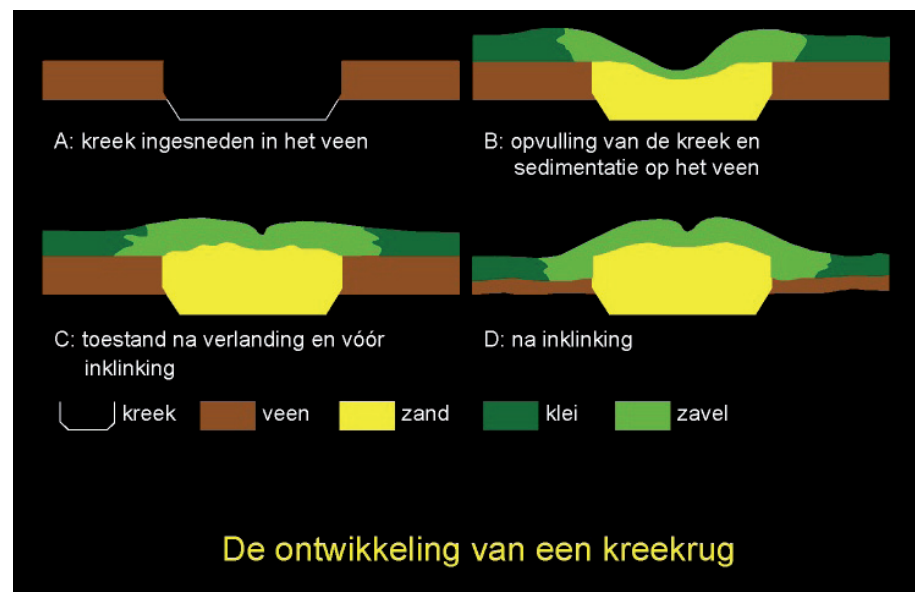 A: kreek ingesneden in het veen
B: opvulling van de kreek en
sedimentatie op het veen
C: toestand na verlanding en vóór
inklinking
D: na inklinking
kreek veen zand klei zavel
De ontwikkeling van een kreekrug